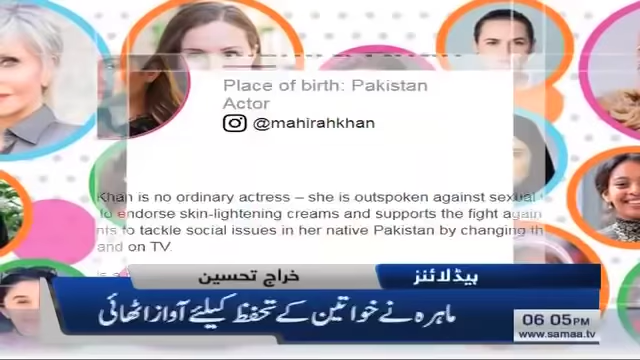 Place of birth: Pakistan
Actor
@mahirahkhan
Khan is no ordinary actress – she is outspoken against sexual
to endorse skin-lightening creams and supports the fight again
nts to tackle social issues in her native Pakistan by changing th
and on TV.
خراج تحسین
ہیڈلائنز
ماہرہ نے خواتین کے تحفظ کیلئے آواز اٹھائی
06 05 PM
www.samaa.tv